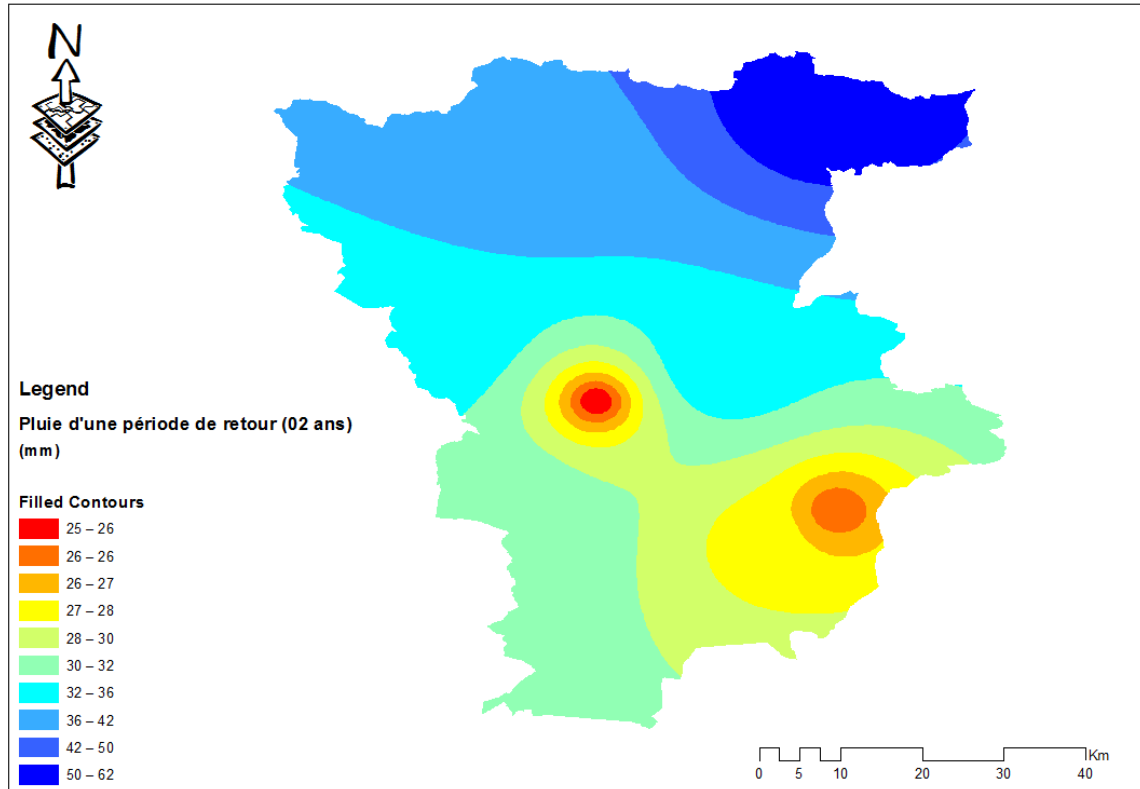 N
Legend
Pluie d'une période de retour (02 ans)
(mm)
Filled Contours
25 – 26
26 – 26
26 – 27
27 – 28
28 – 30
30 – 32
32 – 36
36 – 42
42 – 50
50 – 62
Km
0 5 10 20 30 40